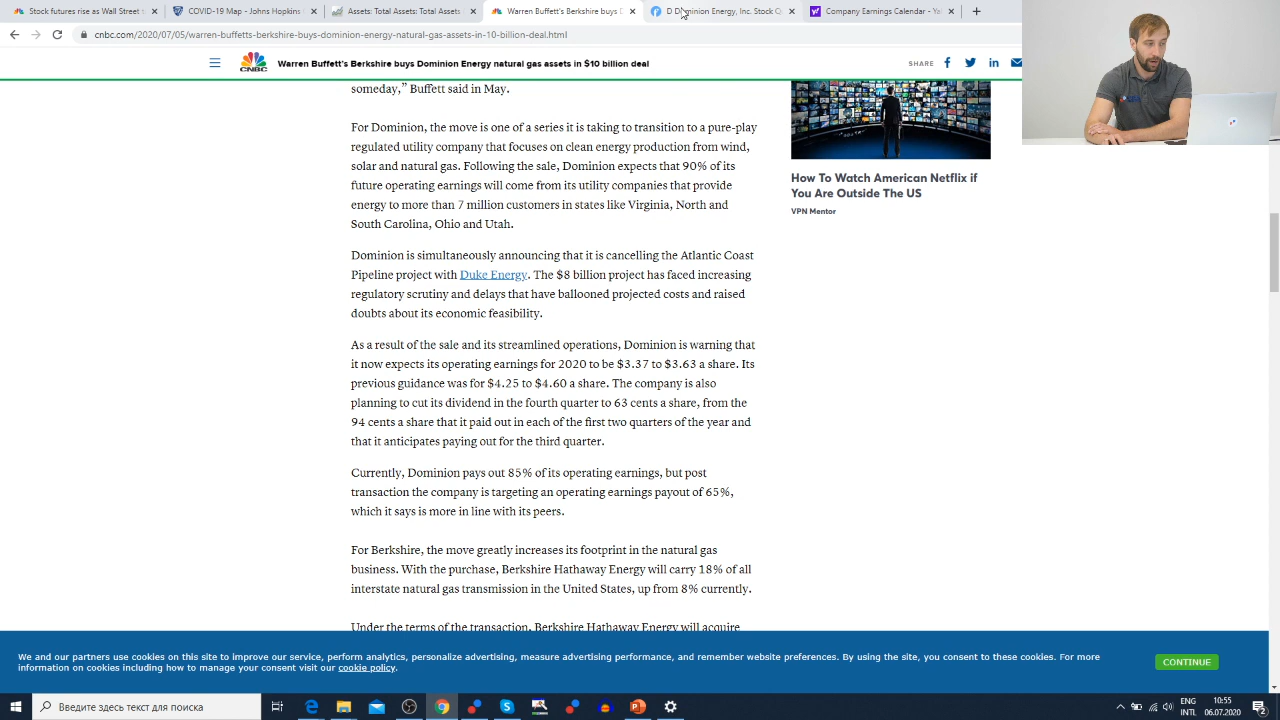 Stock futures rise as Wall Street
COVID-19 Map - Johns Hopkins
Assets: Total Assets: Total Assets
Warren Buffett's Berkshire buys
D Dominion Energy, Inc. Stock
Company Earnings Calendar - Ya
cnbc.com/2020/07/05/warren-buffetts-berkshire-buys-dominion-energy-natural-gas-assets-in-10-billion-deal.html
CNBC
Warren Buffett's Berkshire buys Dominion Energy natural gas assets in $10 billion deal
SHARE
someday,” Buffett said in May.
For Dominion, the move is one of a series it is taking to transition to a pure-play
regulated utility company that focuses on clean energy production from wind,
solar and natural gas. Following the sale, Dominion expects that 90% of its
future operating earnings will come from its utility companies that provide
energy to more than 7 million customers in states like Virginia, North and
South Carolina, Ohio and Utah.
Dominion is simultaneously announcing that it is cancelling the Atlantic Coast
Pipeline project with Duke Energy. The $8 billion project has faced increasing
regulatory scrutiny and delays that have ballooned projected costs and raised
doubts about its economic feasibility.
As a result of the sale and its streamlined operations, Dominion is warning that
it now expects its operating earnings for 2020 to be $3.37 to $3.63 a share. Its
previous guidance was for $4.25 to $4.60 a share. The company is also
planning to cut its dividend in the fourth quarter to 63 cents a share, from the
94 cents a share that it paid out in each of the first two quarters of the year and
that it anticipates paying out for the third quarter.
Currently, Dominion pays out 85% of its operating earnings, but post
transaction the company is targeting an operating earnings payout of 65%,
which it says is more in line with its peers.
For Berkshire, the move greatly increases its footprint in the natural gas
business. With the purchase, Berkshire Hathaway Energy will carry 18% of all
interstate natural gas transmission in the United States, up from 8% currently.
Under the terms of the transaction, Berkshire Hathaway Energy will acquire
How To Watch American Netflix if
You Are Outside The US
VPN Mentor
We and our partners use cookies on this site to improve our service, perform analytics, personalize advertising, measure advertising performance, and remember website preferences. By using the site, you consent to these cookies. For more
information on cookies including how to manage your consent visit our cookie policy.
CONTINUE
Введите здесь текст для поиска
ENG
INTL
10:55
06.07.2020
2